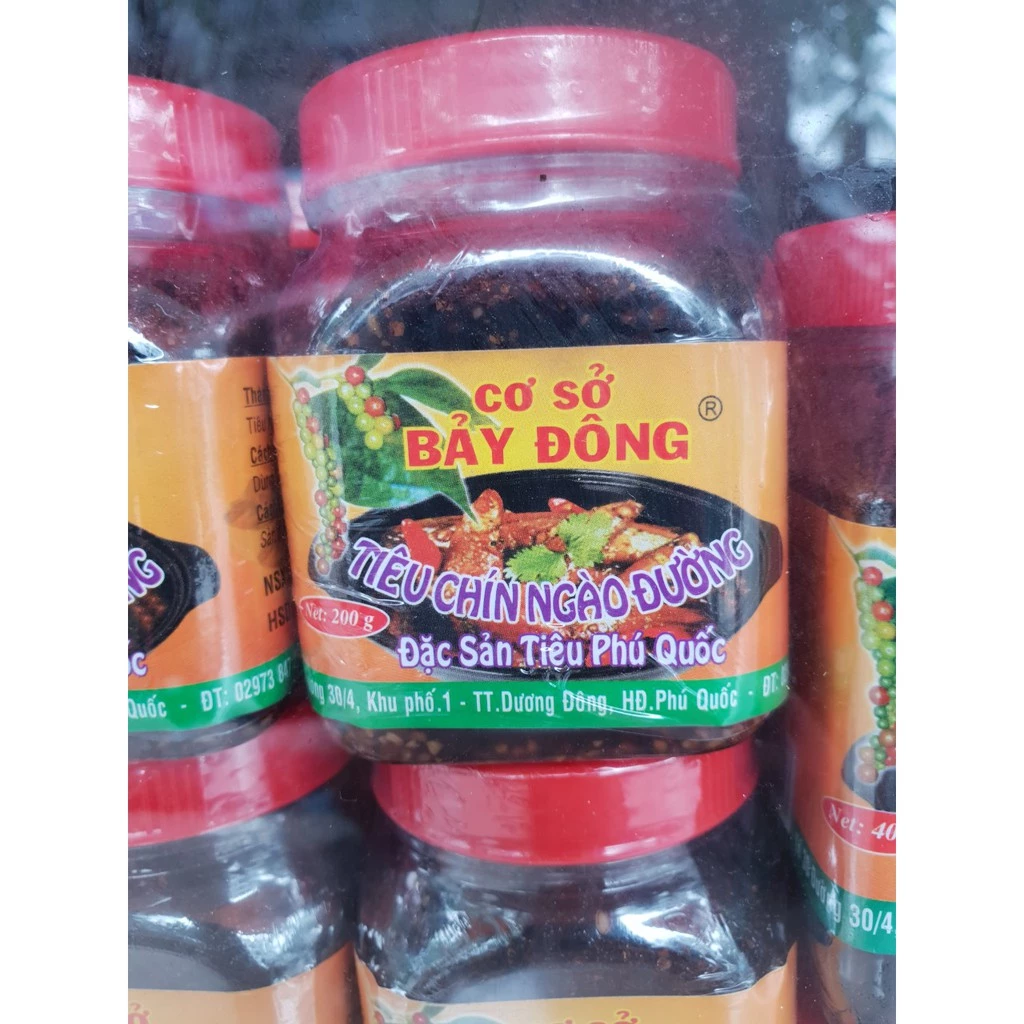 CƠ SỞ
BẢY ĐÔNG
®
TIÊU CHÍN NGÀO ĐƯỜNG
Net: 200 g
Đặc Sản Tiêu Phú Quốc
30/4, Khu phố.1 - TT.Dương Đông, HĐ.Phú Quốc - ĐT:
Quốc - ĐT: 02973
Net: 40
30/4